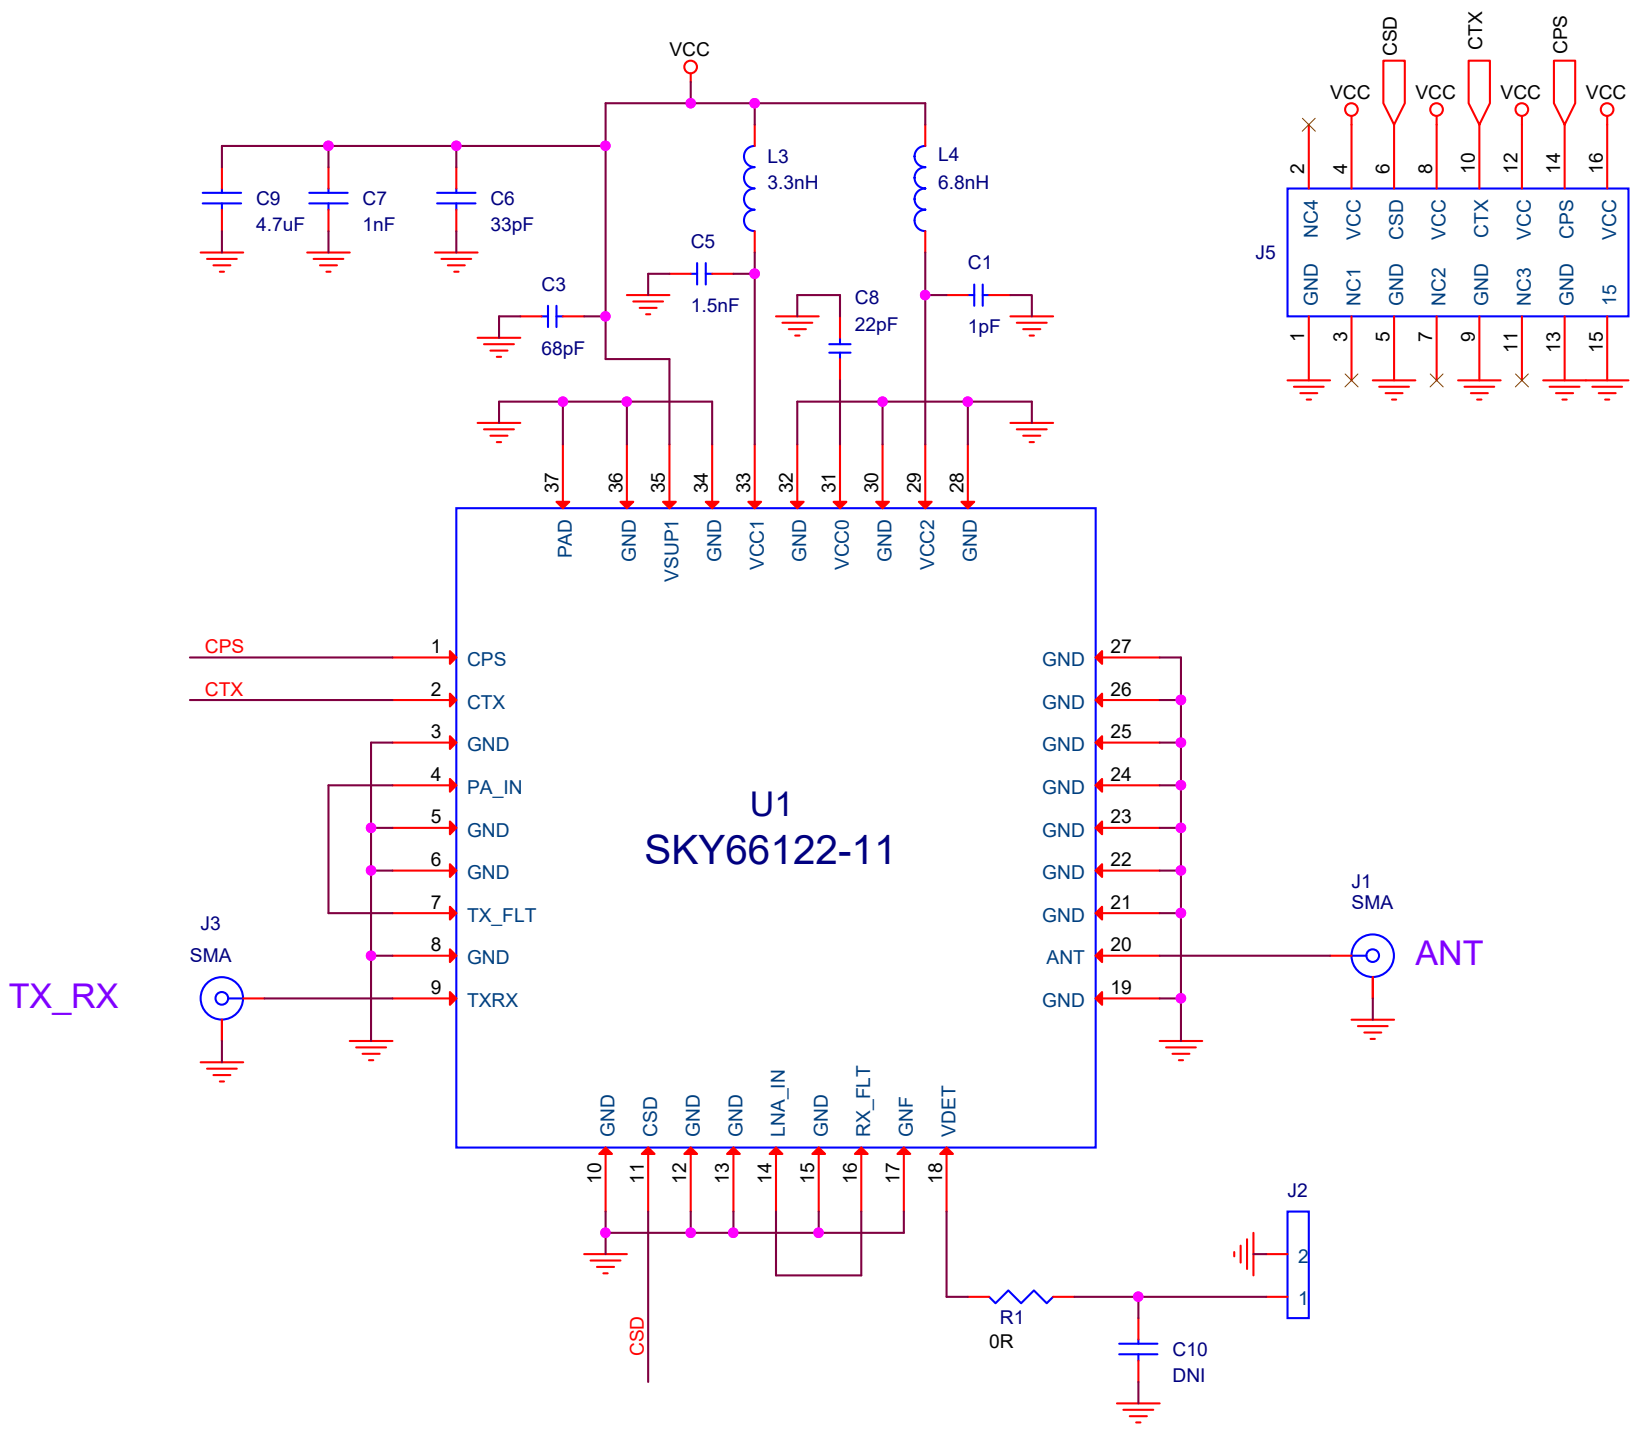 VCC
CSD
CTX
CPS
VCC
VCC
VCC
VCC
2
4
6
8
10
12
14
16
NC4
VCC
CSD
VCC
CTX
VCC
CPS
VCC
J5
GND
NC1
GND
NC2
GND
NC3
GND
15
1
3
5
7
9
11
13
15
L3
3.3nH
L4
6.8nH
C9
4.7uF
C7
1nF
C6
33pF
C5
1.5nF
C1
1pF
C3
68pF
C8
22pF
37
36
35
34
33
32
31
30
29
28
PAD
GND
VSUP1
GND
VCC1
GND
VCC0
GND
VCC2
GND
CPS
1
CPS
CTX
2
CTX
3
GND
4
PA_IN
5
GND
6
GND
7
TX_FLT
8
GND
9
TXRX
U1
SKY66122-11
GND
27
GND
26
GND
25
GND
24
GND
23
GND
22
GND
21
ANT
20
GND
19
J3
SMA
TX_RX
J1
SMA
ANT
GND
CSD
GND
GND
LNA_IN
GND
RX_FLT
GNF
VDET
10
11
12
13
14
15
16
17
18
CSD
J2
2
1
R1
0R
C10
DNI